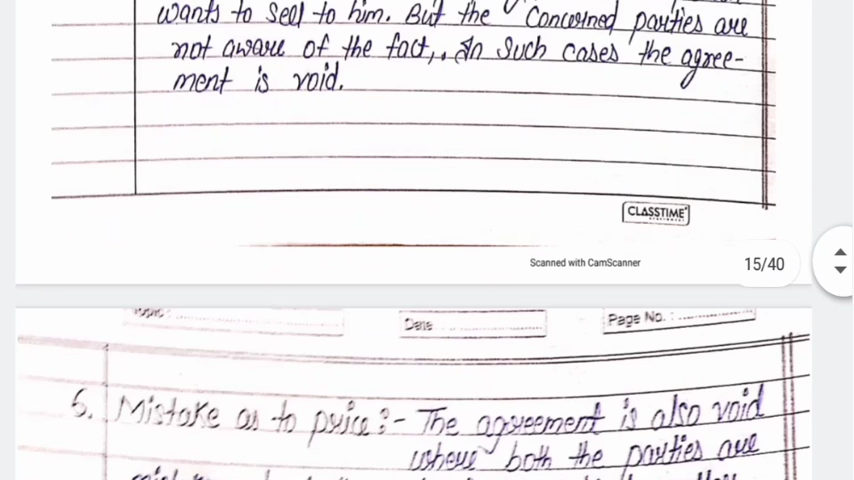 wants to sell to him. But the concerned parties are
not aware of the fact,. In such cases the agree-
ment is void.
CLASSTIME
Scanned with CamScanner
15/40
Topic :
Date
Page No. :
6. Mistake as to price :- The agreement is also void
where both the parties are